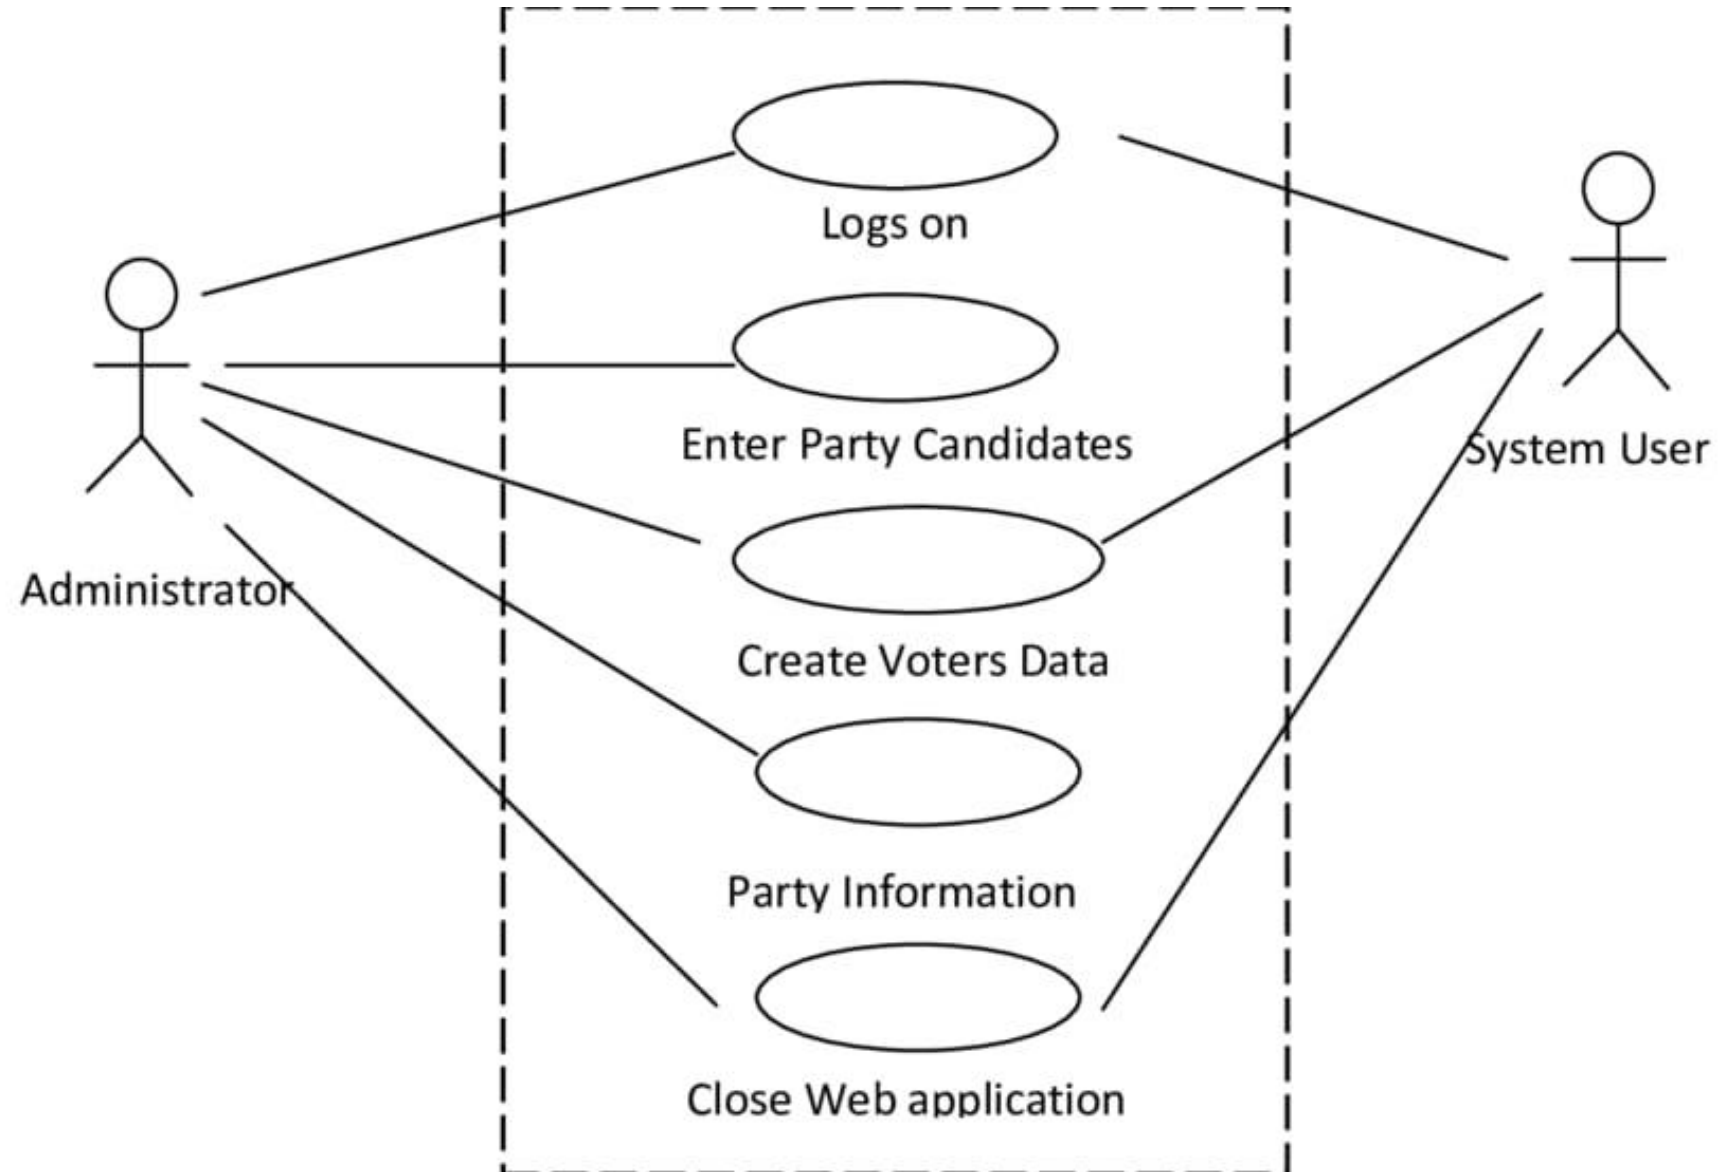 Logs on
Enter Party Candidates
System User
Administrator
Create Voters Data
Party Information
Close Web application